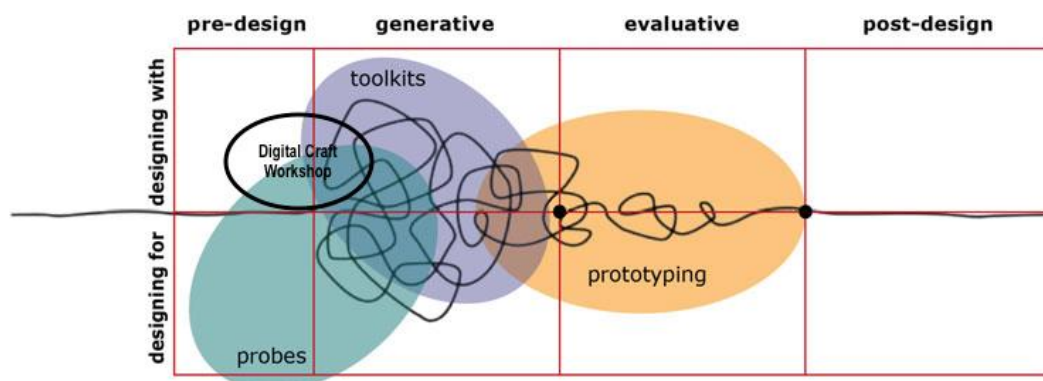 pre-design generative evaluative post-design
designing with
toolkits
Digital Craft
Workshop
designing for
prototyping
probes